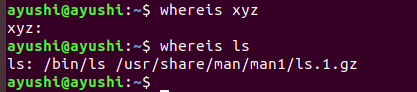 ayushi@ayushi:~$ whereis xyz
xyz:
ayushi@ayushi:~$ whereis ls
ls: /bin/ls /usr/share/man/man1/ls.1.gz
ayushi@ayushi:~$